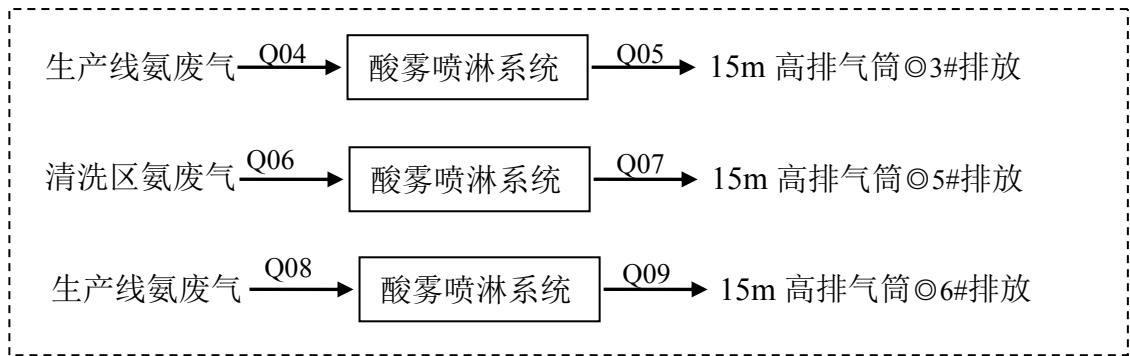 生产线氨废气 Q04 酸雾喷淋系统 Q05 15m 高排气筒◎3#排放
清洗区氨废气 Q06 酸雾喷淋系统 Q07 15m 高排气筒◎5#排放
生产线氨废气 Q08 酸雾喷淋系统 Q09 15m 高排气筒◎6#排放